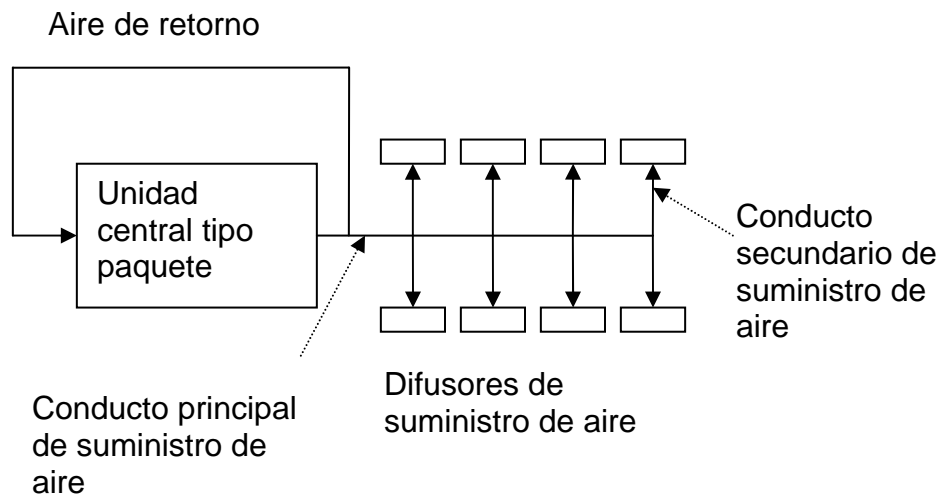 Aire de retorno
Unidad
central tipo
paquete
Conducto
secundario de
suministro de
aire
Difusores de
suministro de aire
Conducto principal
de suministro de
aire